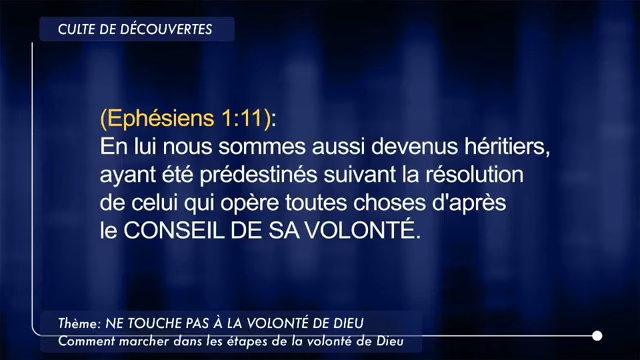 CULTE DE DÉCOUVERTES
(Ephésiens 1:11):
En lui nous sommes aussi devenus héritiers,
ayant été prédestinés suivant la résolution
de celui qui opère toutes choses d'après
le CONSEIL DE SA VOLONTÉ.
Thème: NE TOUCHE PAS À LA VOLONTÉ DE DIEU
Comment marcher dans les étapes de la volonté de Dieu